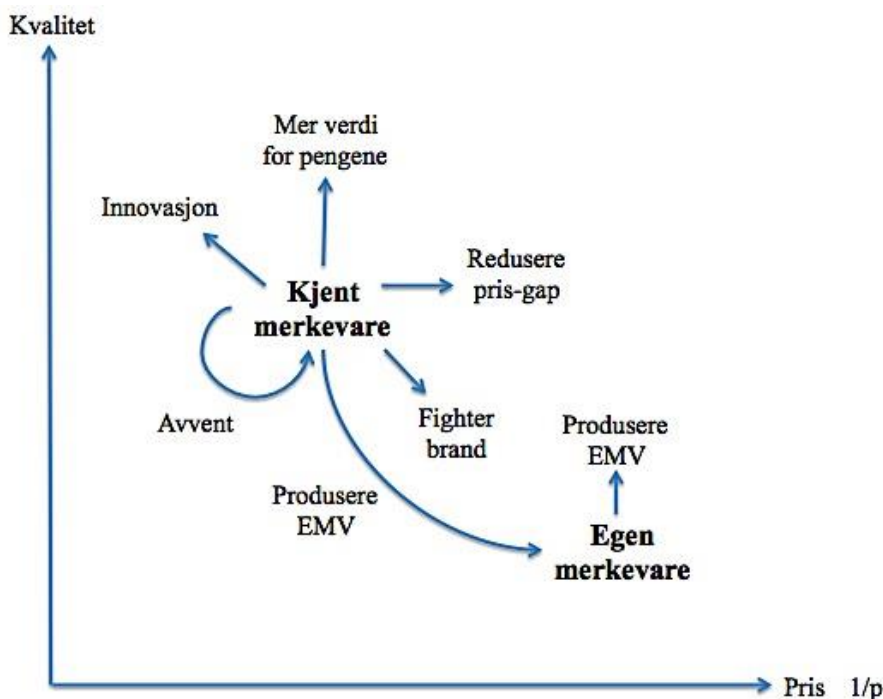 Kvalitet
Mer verdi
for pengene
Innovasjon
Redusere
pris-gap
Kjent
merkevare
Avvent
Fighter
brand
Produsere
EMV
Produsere
EMV
Egen
merkevare
Pris 1/p